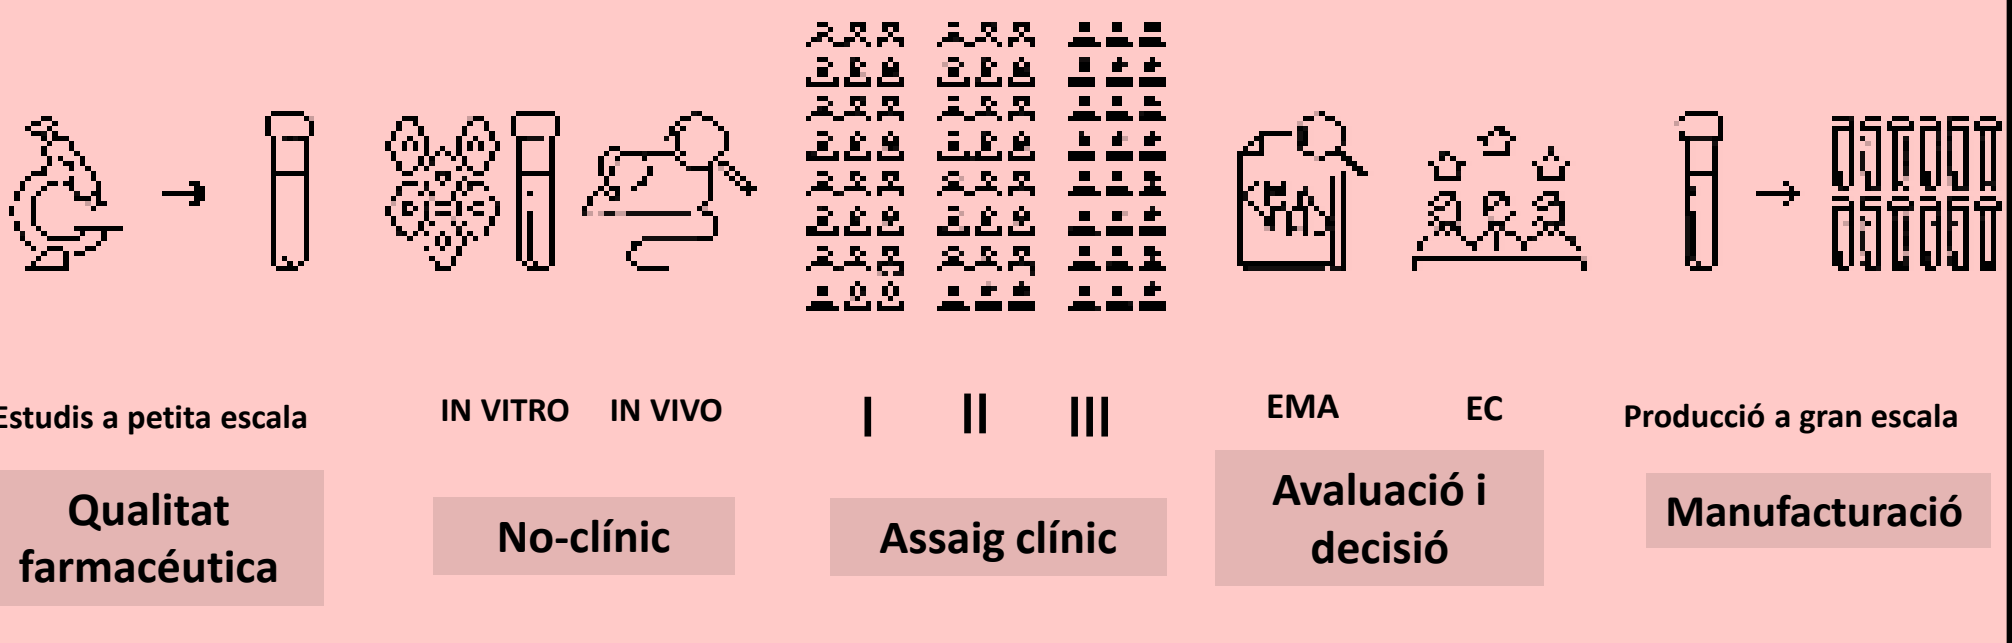 Estudis a petita escala
IN VITRO IN VIVO
I II III
EMA EC
Producció a gran escala
Qualitat
farmacéutica
No-clínic
Assaig clínic
Avaluació i
decisió
Manufacturació